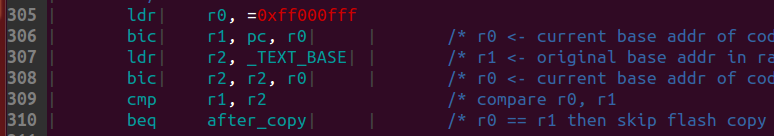 305 ldr r0, =0xff000fff
306 bic r1, pc, r0 /* r0 <- current base addr of cod
307 ldr r2, _TEXT_BASE /* r1 <- original base addr in ra
308 bic r2, r2, r0 /* r0 <- current base addr of cod
309 cmp r1, r2 /* compare r0, r1
310 beq after_copy /* r0 == r1 then skip flash copy